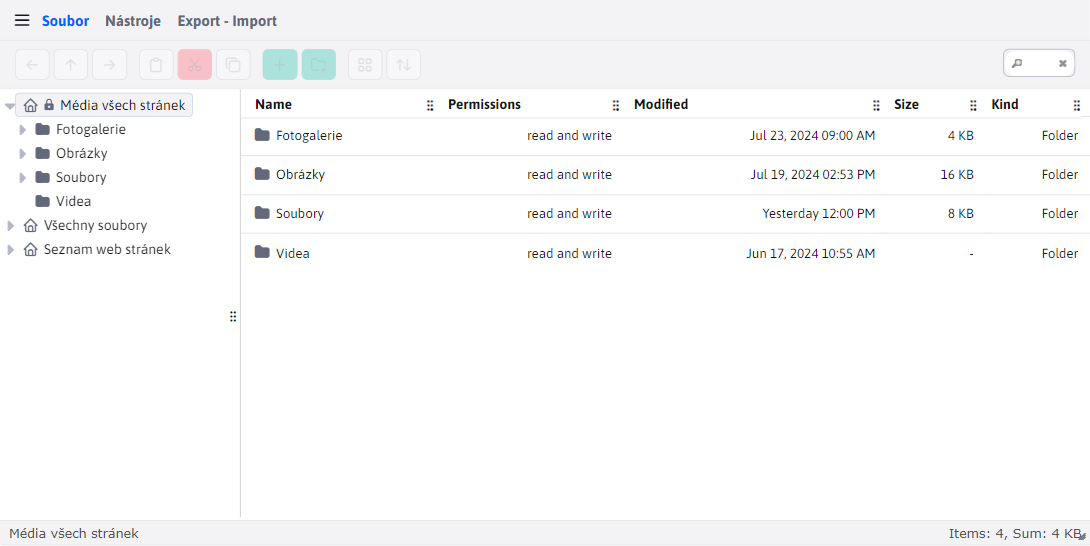 Soubor Nástroje Export - Import
Média všech stránek
Fotogalerie
Obrázky
Soubory
Videa
Všechny soubory
Seznam web stránek
Name Permissions Modified Size Kind
Fotogalerie read and write Jul 23, 2024 09:00 AM 4 KB Folder
Obrázky read and write Jul 19, 2024 02:53 PM 16 KB Folder
Soubory read and write Yesterday 12:00 PM 8 KB Folder
Videa read and write Jun 17, 2024 10:55 AM - Folder
Média všech stránek Items: 4, Sum: 4 KB